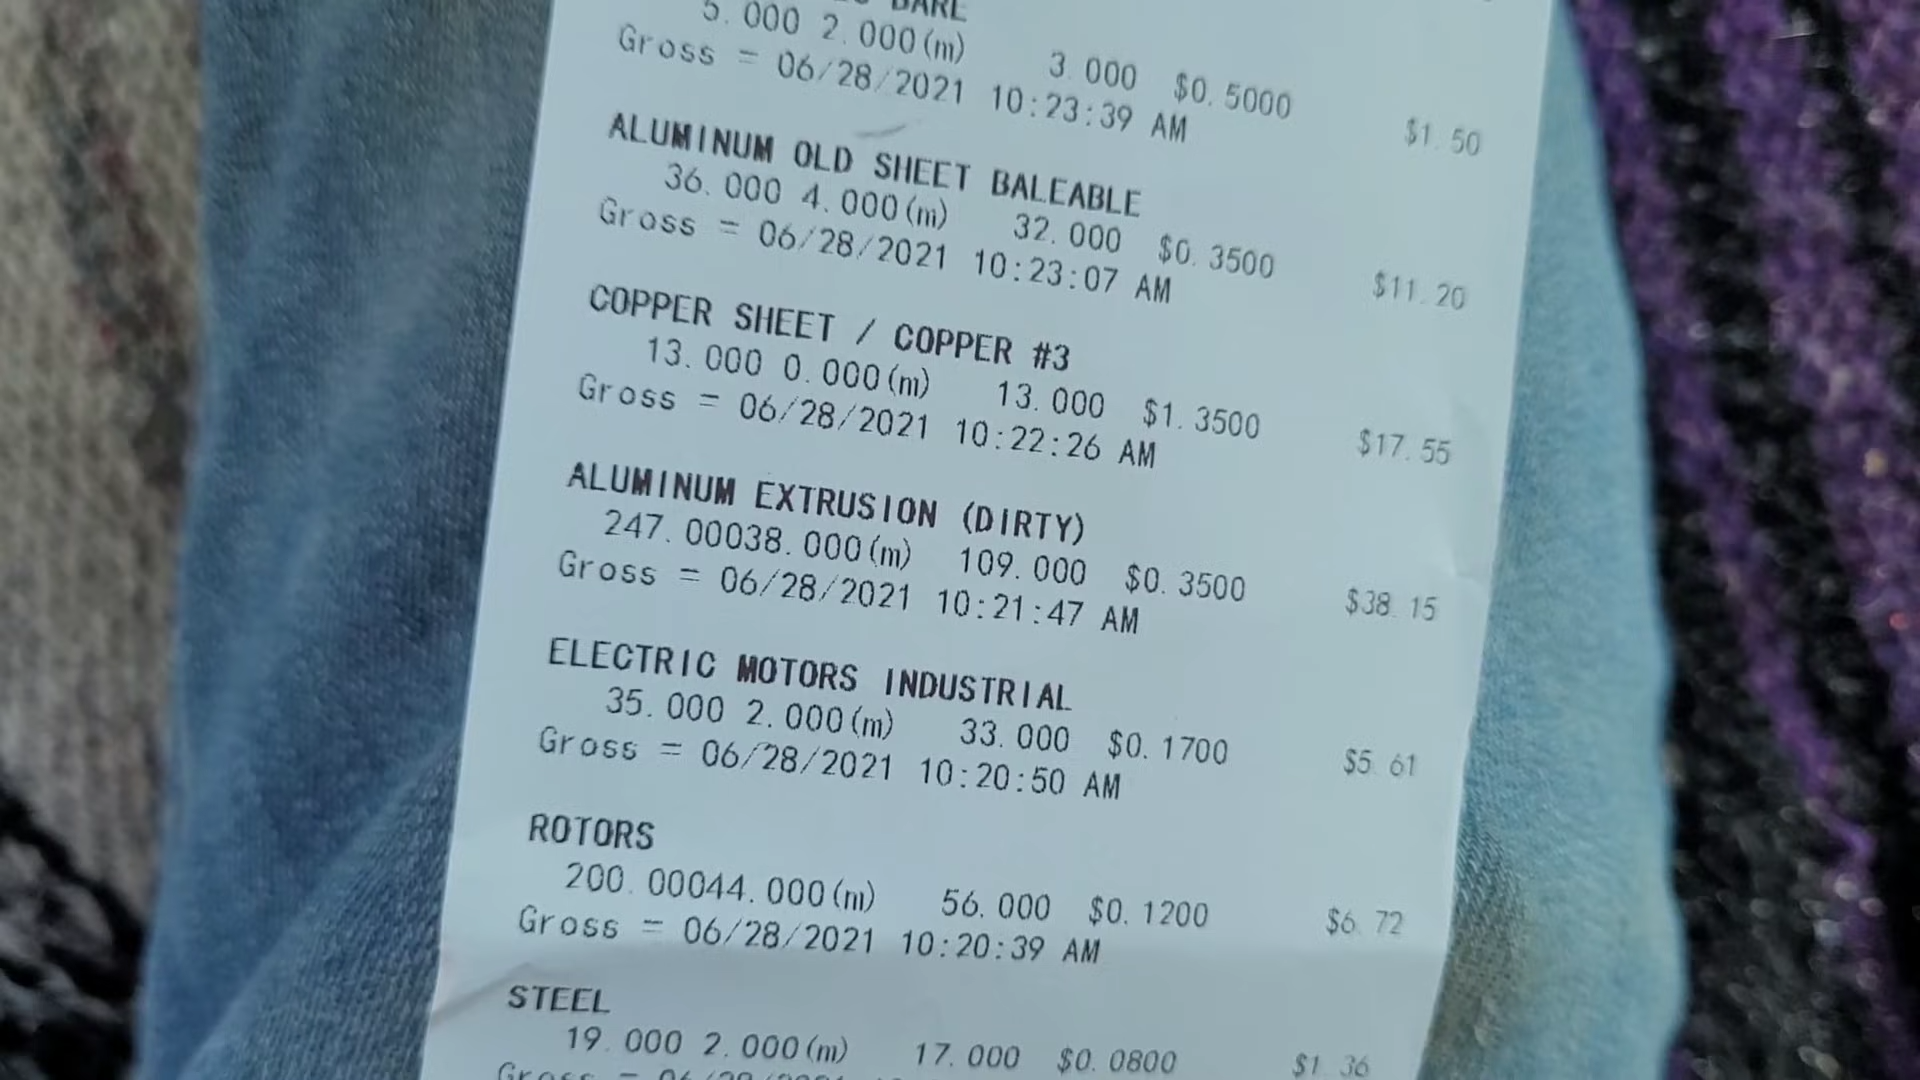 BARE
5.000 2.000(m) 3.000 $0.5000 $1.50
Gross = 06/28/2021 10:23:39 AM
ALUMINUM OLD SHEET BALEABLE
36.000 4.000(m) 32.000 $0.3500 $11.20
Gross = 06/28/2021 10:23:07 AM
COPPER SHEET / COPPER #3
13.000 0.000(m) 13.000 $1.3500 $17.55
Gross = 06/28/2021 10:22:26 AM
ALUMINUM EXTRUSION (DIRTY)
247.00038.000(m) 109.000 $0.3500 $38.15
Gross = 06/28/2021 10:21:47 AM
ELECTRIC MOTORS INDUSTRIAL
35.000 2.000(m) 33.000 $0.1700 $5.61
Gross = 06/28/2021 10:20:50 AM
ROTORS
200.00044.000(m) 56.000 $0.1200 $6.72
Gross = 06/28/2021 10:20:39 AM
STEEL
19.000 2.000(m) 17.000 $0.0800 $1.36
Gross =